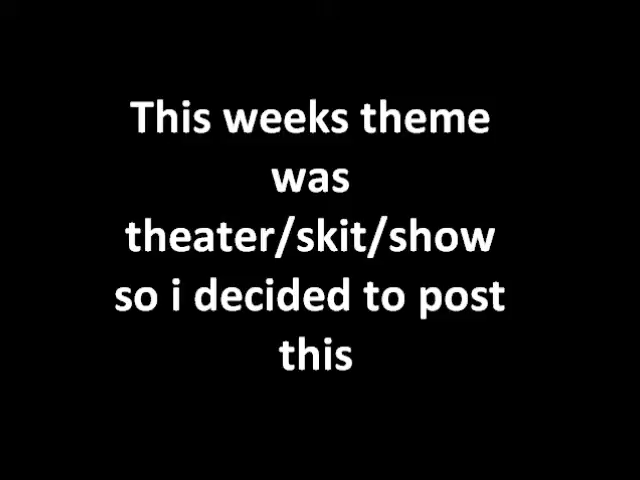 This weeks theme
was
theater/skit/show
so i decided to post
this